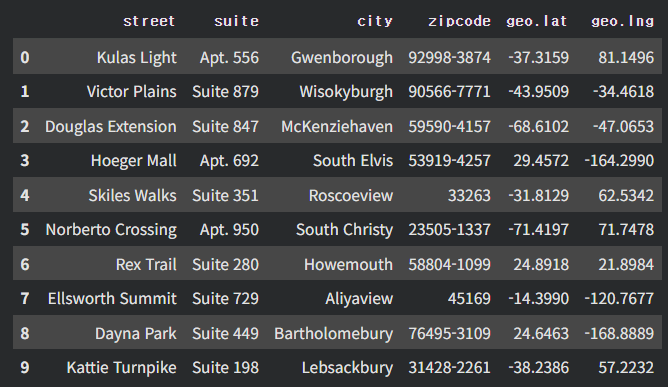 street suite city zipcode geo.lat geo.lng
0 Kulas Light Apt. 556 Gwenborough 92998-3874 -37.3159 81.1496
1 Victor Plains Suite 879 Wisokyburgh 90566-7771 -43.9509 -34.4618
2 Douglas Extension Suite 847 McKenziehaven 59590-4157 -68.6102 -47.0653
3 Hoeger Mall Apt. 692 South Elvis 53919-4257 29.4572 -164.2990
4 Skiles Walks Suite 351 Roscoeview 33263 -31.8129 62.5342
5 Norberto Crossing Apt. 950 South Christy 23505-1337 -71.4197 71.7478
6 Rex Trail Suite 280 Howemouth 58804-1099 24.8918 21.8984
7 Ellsworth Summit Suite 729 Aliyaview 45169 -14.3990 -120.7677
8 Dayna Park Suite 449 Bartholomebury 76495-3109 24.6463 -168.8889
9 Kattie Turnpike Suite 198 Lebsackbury 31428-2261 -38.2386 57.2232